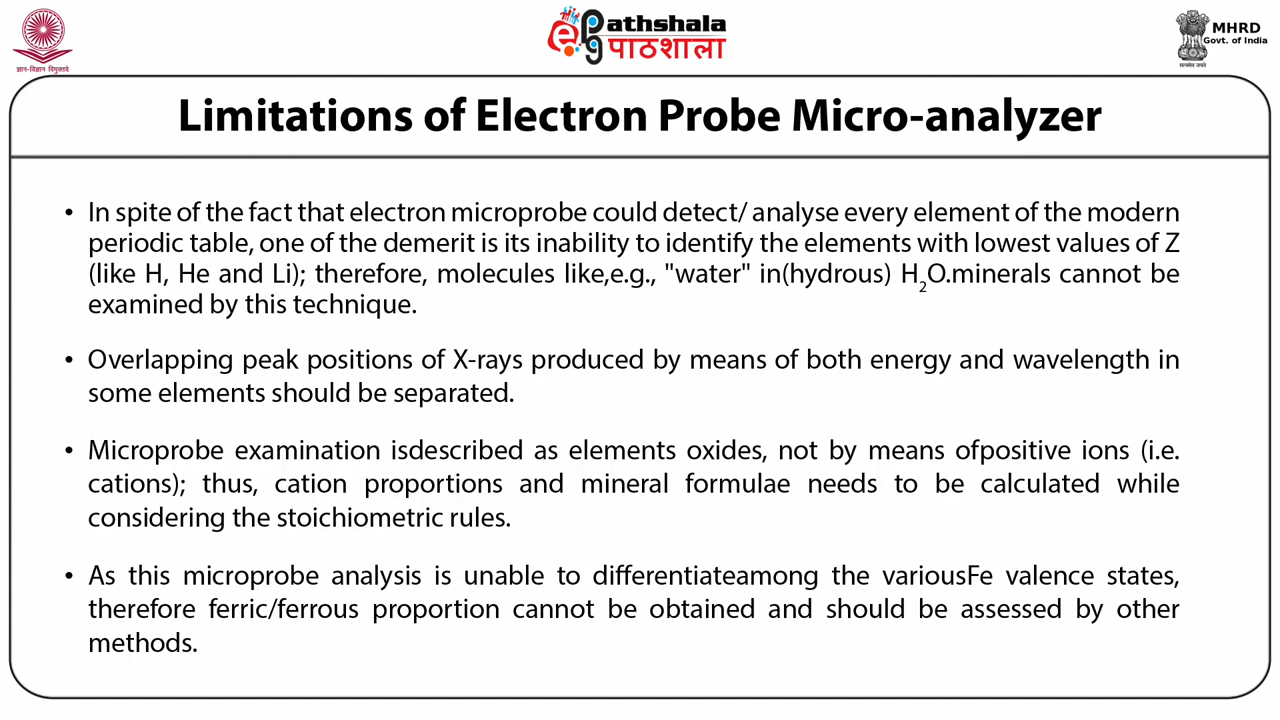 ePG
athshala
पाठशाला
MHRD
Govt. of India
ज्ञान-विज्ञान विमुक्तये
सत्यमेव जयते
Limitations of Electron Probe Micro-analyzer
• In spite of the fact that electron microprobe could detect/ analyse every element of the modern
periodic table, one of the demerit is its inability to identify the elements with lowest values of Z
(like H, He and Li); therefore, molecules like,e.g., "water" in(hydrous) H₂O.minerals cannot be
examined by this technique.
• Overlapping peak positions of X-rays produced by means of both energy and wavelength in
some elements should be separated.
• Microprobe examination isdescribed as elements oxides, not by means ofpositive ions (i.e.
cations); thus, cation proportions and mineral formulae needs to be calculated while
considering the stoichiometric rules.
• As this microprobe analysis is unable to differentiateamong the variousFe valence states,
therefore ferric/ferrous proportion cannot be obtained and should be assessed by other
methods.